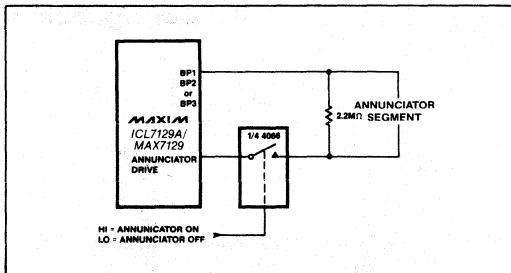 BP1
BP2
or
BP3
MAXIM
ICL7129A/
MAX7129
ANNUNCIATOR
DRIVE
1/4 4066
2.2MΩ
ANNUNCIATOR
SEGMENT
HI = ANNUNICATOR ON
LO = ANNUNCIATOR OFF